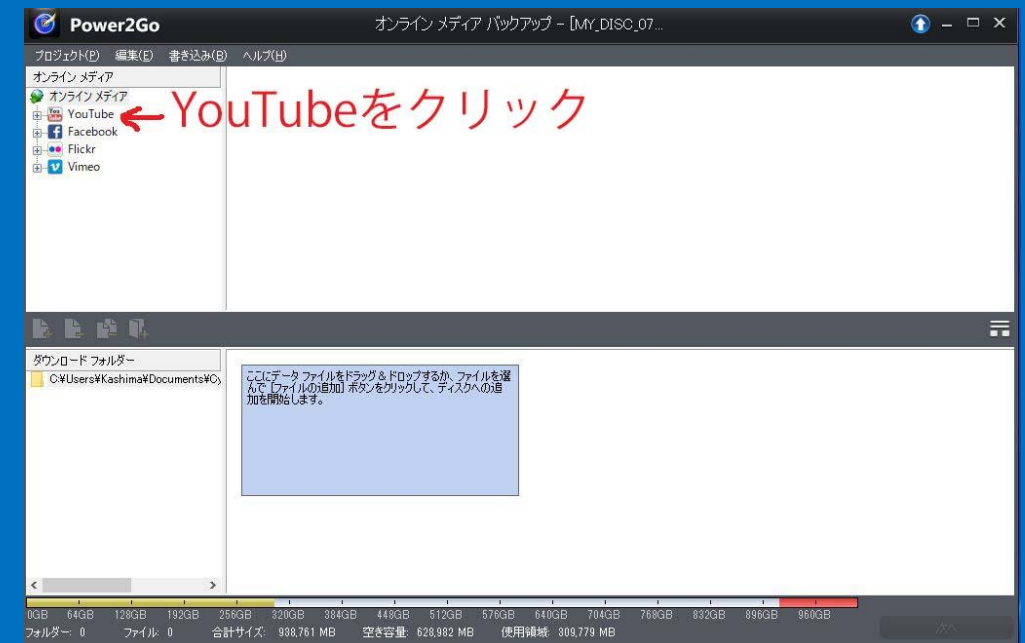 Power2Go
オンライン メディア バックアップ - [MY_DISC_07...
プロジェクト(P) 編集(E) 書き込み(B) ヘルプ(H)
オンライン メディア
オンライン メディア
YouTube
Facebook
Flickr
Vimeo
YouTubeをクリック
ダウンロード フォルダー
C:¥Users¥Kashima¥Documents¥Cy
ここにデータ ファイルをドラッグ & ドロップするか、ファイルを選
んで [ファイルの追加] ボタンをクリックして、ディスクへの追
加を開始します。
0GB 64GB 128GB 192GB 256GB 320GB 384GB 448GB 512GB 576GB 640GB 704GB 768GB 832GB 896GB 960GB
フォルダー: 0 ファイル: 0 合計サイズ: 938,761 MB 空き容量: 628,982 MB 使用領域: 309,779 MB
次へ